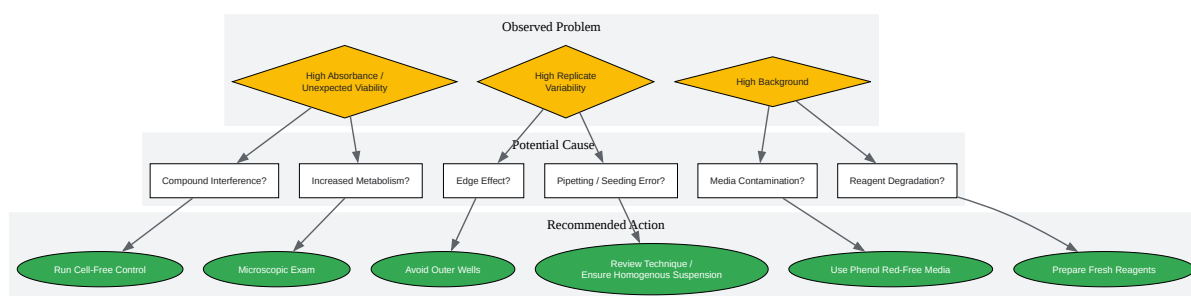 Observed Problem
High Absorbance /
Unexpected Viability
High Replicate
Variability
High Background
Potential Cause
Compound Interference?
Increased Metabolism?
Edge Effect?
Pipetting / Seeding Error?
Media Contamination?
Reagent Degradation?
Recommended Action
Run Cell-Free Control
Microscopic Exam
Avoid Outer Wells
Review Technique /
Ensure Homogenous Suspension
Use Phenol Red-Free Media
Prepare Fresh Reagents